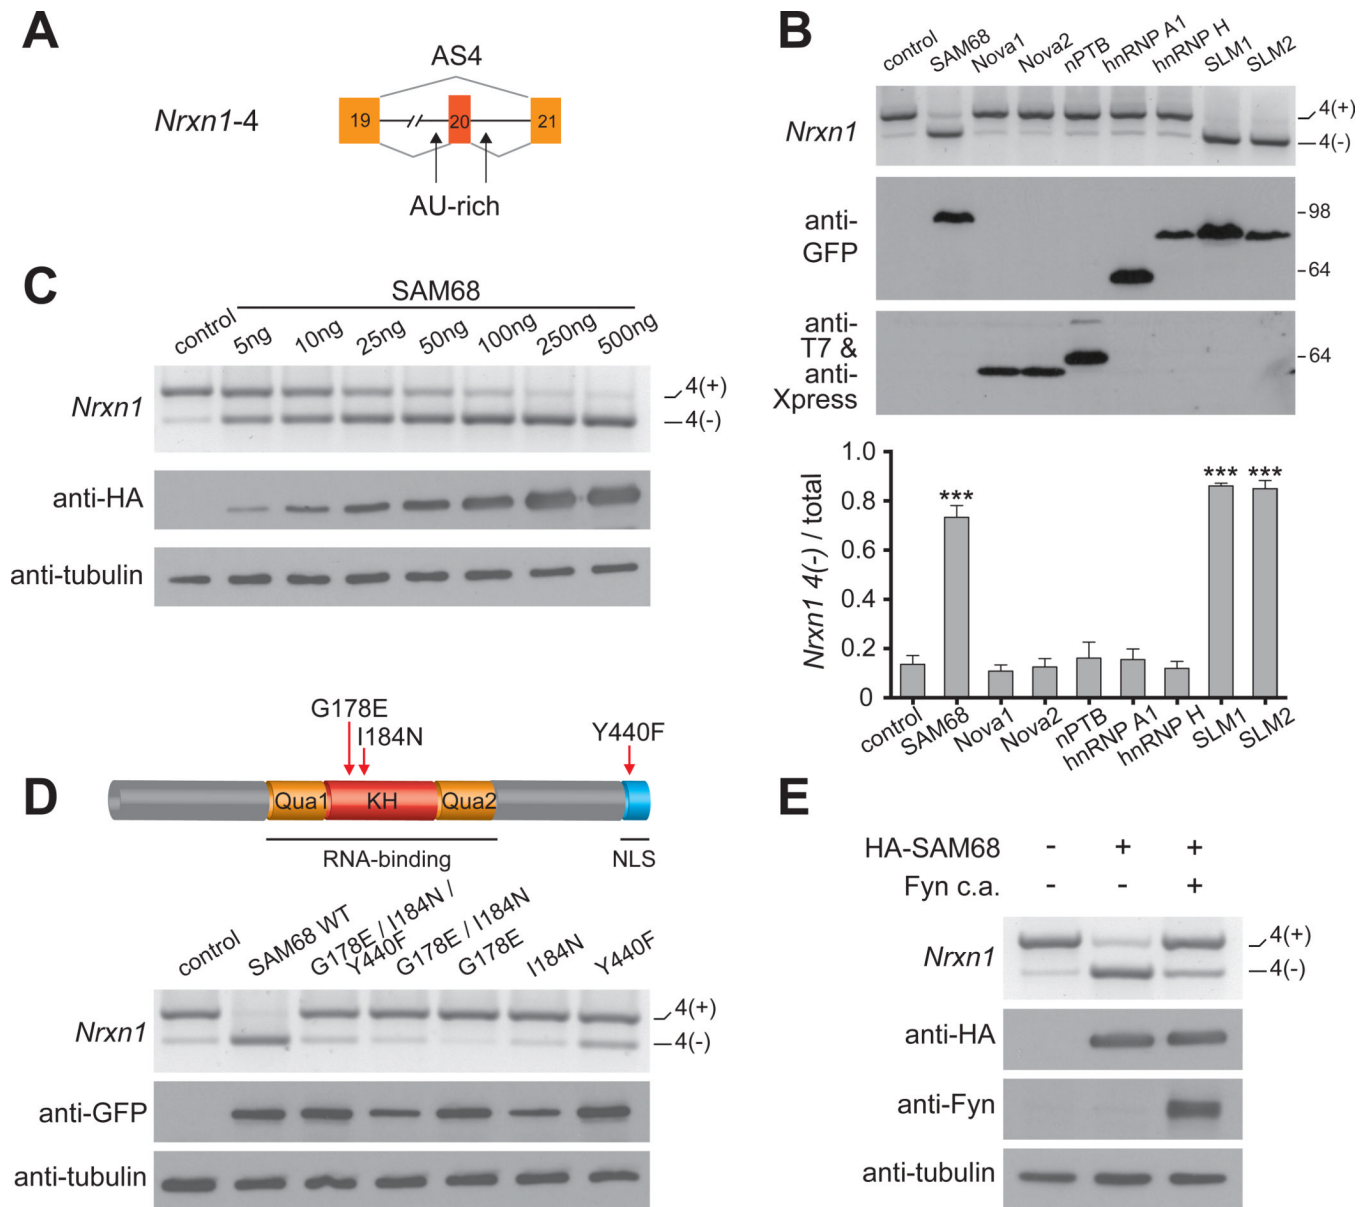 A
AS4
Nrxn1-4
19
20
21
AU-rich
B
control
SAM68
Nova1
Nova2
nPTB
hnRNP A1
hnRNP H
SLM1
SLM2
Nrxn1
4(+)
4(-)
anti-
GFP
98
64
anti-
T7 &
anti-
Xpress
64
Nrxn1 4(-) / total
1.0
0.8
0.6
0.4
0.2
0
***
***
***
control
SAM68
Nova1
Nova2
nPTB
hnRNP A1
hnRNP H
SLM1
SLM2
C
SAM68
control
5ng
10ng
25ng
50ng
100ng
250ng
500ng
Nrxn1
4(+)
4(-)
anti-HA
anti-tubulin
D
G178E
I184N
Y440F
Qua1
KH
Qua2
RNA-binding
NLS
control
SAM68 WT
G178E / I184N /
Y440F
G178E / I184N
G178E
I184N
Y440F
Nrxn1
4(+)
4(-)
anti-GFP
anti-tubulin
E
HA-SAM68 - + +
Fyn c.a. - - +
Nrxn1
4(+)
4(-)
anti-HA
anti-Fyn
anti-tubulin